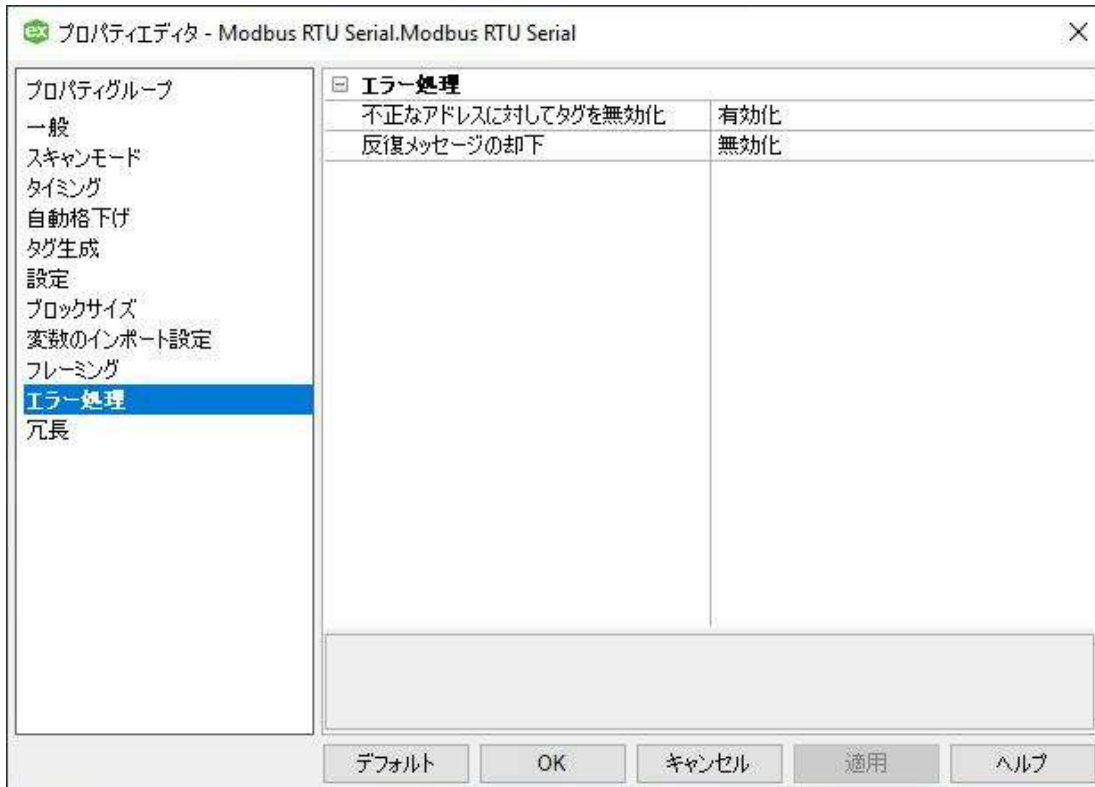 プロパティエディタ - Modbus RTU Serial.Modbus RTU Serial
プロパティグループ
一般
スキャンモード
タイミング
自動格下げ
タグ生成
設定
ブロックサイズ
変数のインポート設定
フレーミング
エラー処理
冗長
エラー処理
不正なアドレスに対してタグを無効化 有効化
反復メッセージの却下 無効化
デフォルト OK キャンセル 適用 ヘルプ